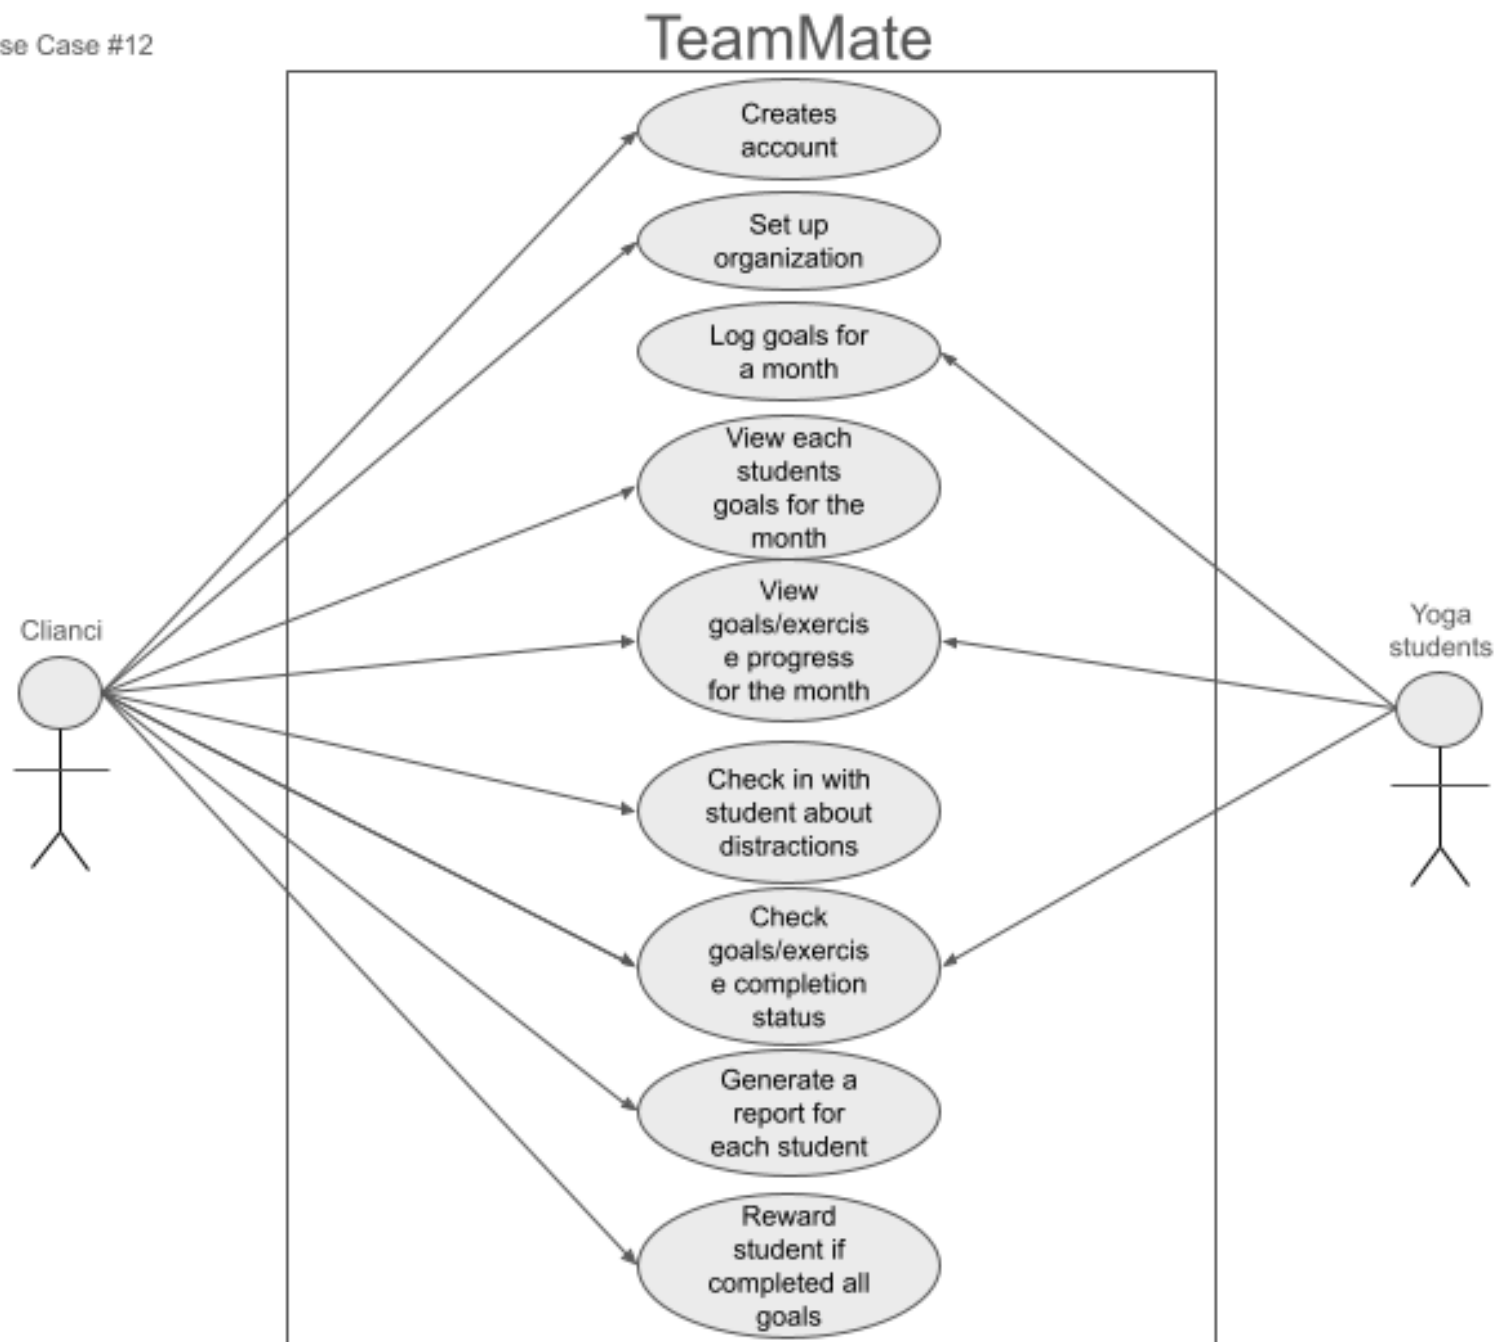 se Case #12
TeamMate
Creates
account
Set up
organization
Log goals for
a month
View each
students
goals for the
month
View
goals/exercis
e progress
for the month
Clianci
Yoga
students
Check in with
student about
distractions
Check
goals/exercis
e completion
status
Generate a
report for
each student
Reward
student if
completed all
goals